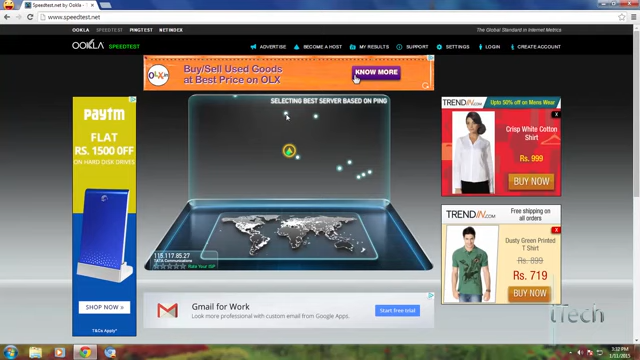 Speedtest.net by Ookla
www.speedtest.net
OOKLA SPEEDTEST PINGTEST NETINDEX
The Global Standard in Internet Metrics
OOKLA SPEEDTEST
ADVERTISE BECOME A HOST MY RESULTS SUPPORT SETTINGS LOGIN CREATE ACCOUNT
OLX
Buy/Sell Used Goods
at Best Price on OLX
KNOW MORE
paytm
FLAT
RS. 1500 OFF
ON HARD DISK DRIVES
SHOP NOW »
T&Cs Apply*
SELECTING BEST SERVER BASED ON PING
115.117.85.27
TATA Communications
Rate Your ISP
TRENDIN.COM
Upto 50% off on Mens Wear
Crisp White Cotton
Shirt
Rs. 999
BUY NOW
TRENDIN.COM
Free shipping on
all orders
Dusty Green Printed
T Shirt
Rs. 899
Rs. 719
BUY NOW
Gmail for Work
Look more professional with custom email from Google Apps.
Start free trial
iTech
3:32 PM
1/11/2015